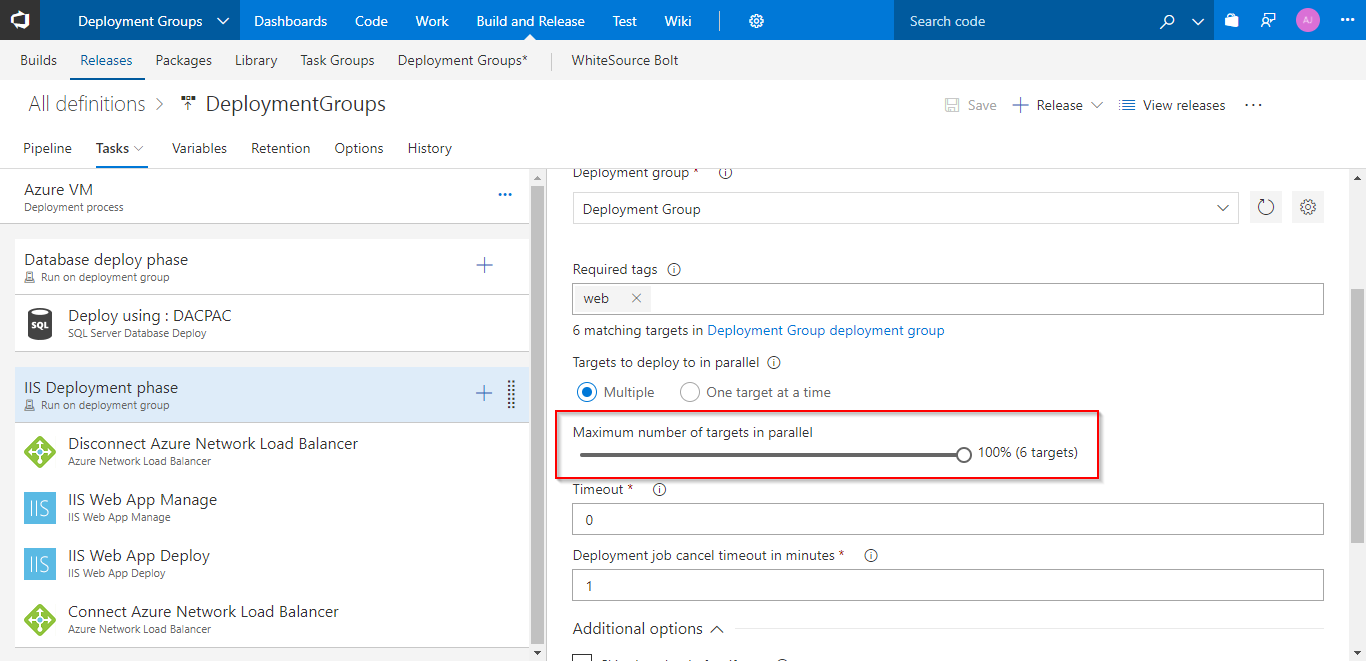 Deployment Groups Dashboards Code Work Build and Release Test Wiki Search code AJ
Builds Releases Packages Library Task Groups Deployment Groups* WhiteSource Bolt
All definitions > DeploymentGroups Save Release View releases ...
Pipeline Tasks Variables Retention Options History
Azure VM
Deployment process
Database deploy phase
Run on deployment group
SQL
Deploy using : DACPAC
SQL Server Database Deploy
IIS Deployment phase
Run on deployment group
Disconnect Azure Network Load Balancer
Azure Network Load Balancer
IIS
IIS Web App Manage
IIS Web App Manage
IIS
IIS Web App Deploy
IIS Web App Deploy
Connect Azure Network Load Balancer
Azure Network Load Balancer
Deployment group *
Deployment Group
Required tags
web
6 matching targets in Deployment Group deployment group
Targets to deploy to in parallel
Multiple One target at a time
Maximum number of targets in parallel
100% (6 targets)
Timeout *
0
Deployment job cancel timeout in minutes *
1
Additional options